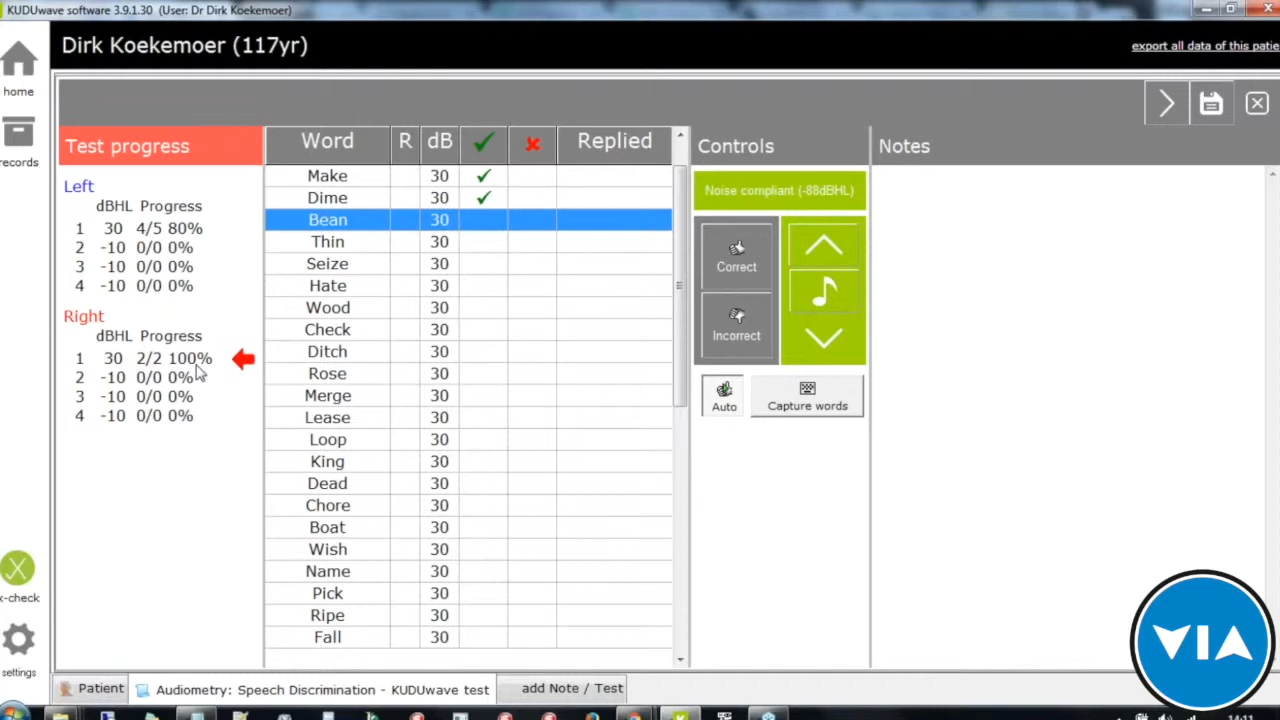 KUDUwave software 3.9.1.30 (User: Dr Dirk Koekemoer)
Dirk Koekemoer (117yr)
export all data of this patie
home
records
x-check
settings
Test progress
Left
dBHL Progress
1 30 4/5 80%
2 -10 0/0 0%
3 -10 0/0 0%
4 -10 0/0 0%
Right
dBHL Progress
1 30 2/2 100%
2 -10 0/0 0%
3 -10 0/0 0%
4 -10 0/0 0%
Word R dB Replied
Make 30
Dime 30
Bean 30
Thin 30
Seize 30
Hate 30
Wood 30
Check 30
Ditch 30
Rose 30
Merge 30
Lease 30
Loop 30
King 30
Dead 30
Chore 30
Boat 30
Wish 30
Name 30
Pick 30
Ripe 30
Fall 30
Controls
Noise compliant (-88dBHL)
Correct
Incorrect
Auto
Capture words
Notes
VIA
Patient
Audiometry: Speech Discrimination - KUDUwave test
add Note / Test
14:11